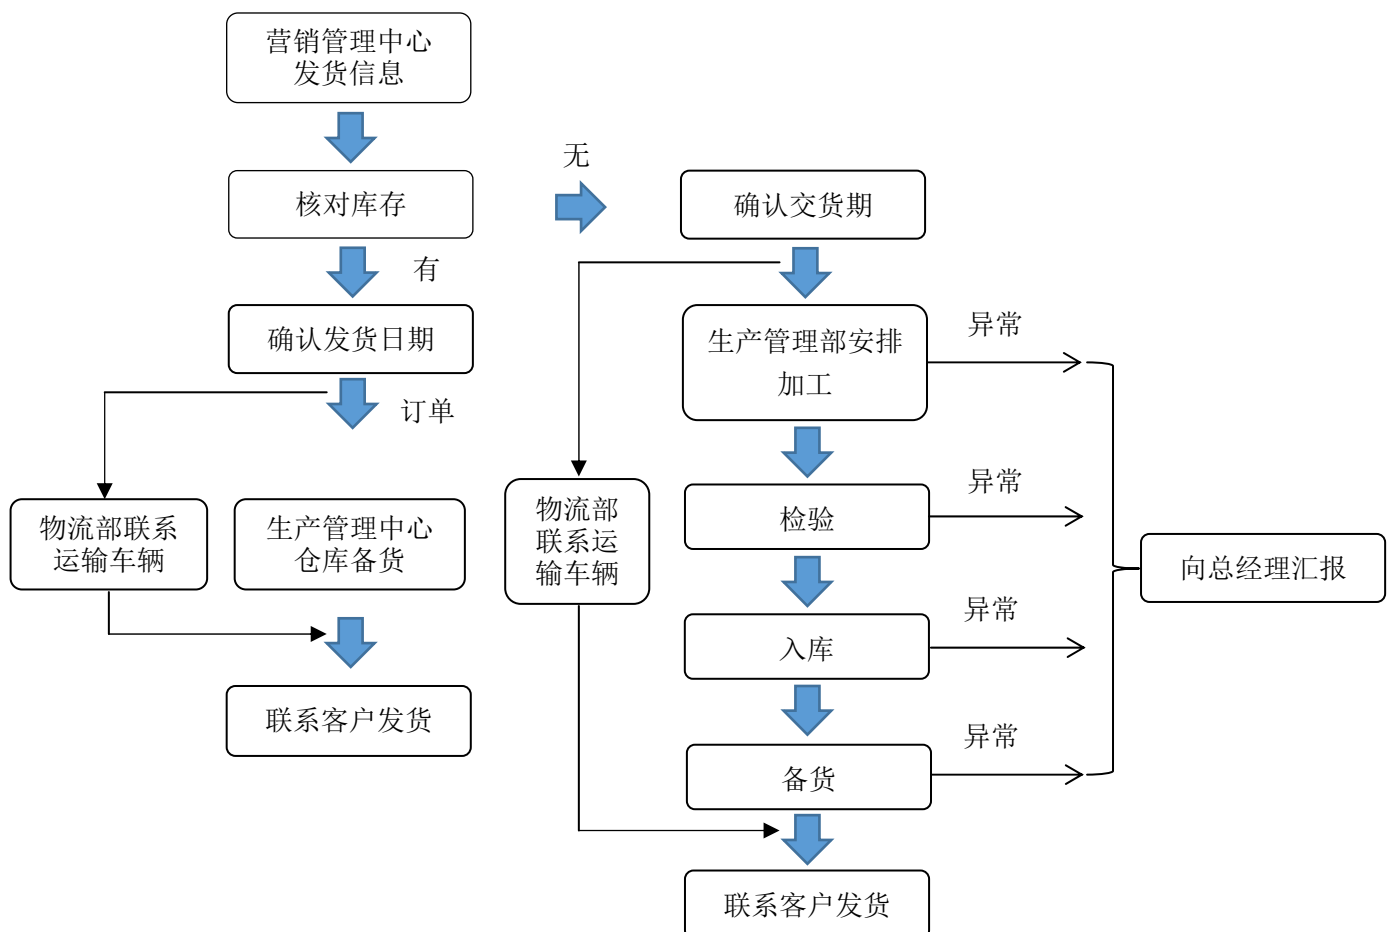 营销管理中心
发货信息
无
核对库存
确认交货期
有
确认发货日期
异常
生产管理部安排
加工
订单
异常
物流部联系
运输车辆
生产管理中心
仓库备货
物流部
联系运
输车辆
检验
向总经理汇报
异常
入库
联系客户发货
异常
备货
联系客户发货